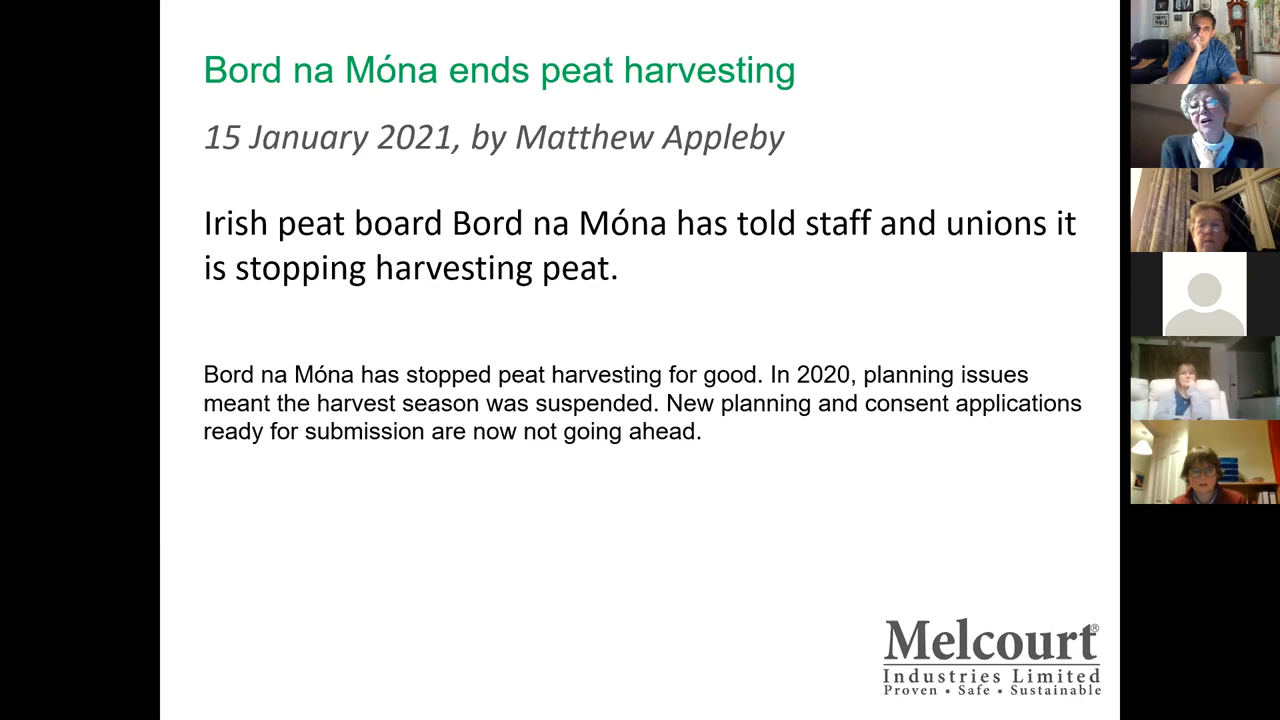 Bord na Móna ends peat harvesting
15 January 2021, by Matthew Appleby
Irish peat board Bord na Móna has told staff and unions it
is stopping harvesting peat.
Bord na Móna has stopped peat harvesting for good. In 2020, planning issues
meant the harvest season was suspended. New planning and consent applications
ready for submission are now not going ahead.
Melcourt®
Industries Limited
Proven • Safe • Sustainable